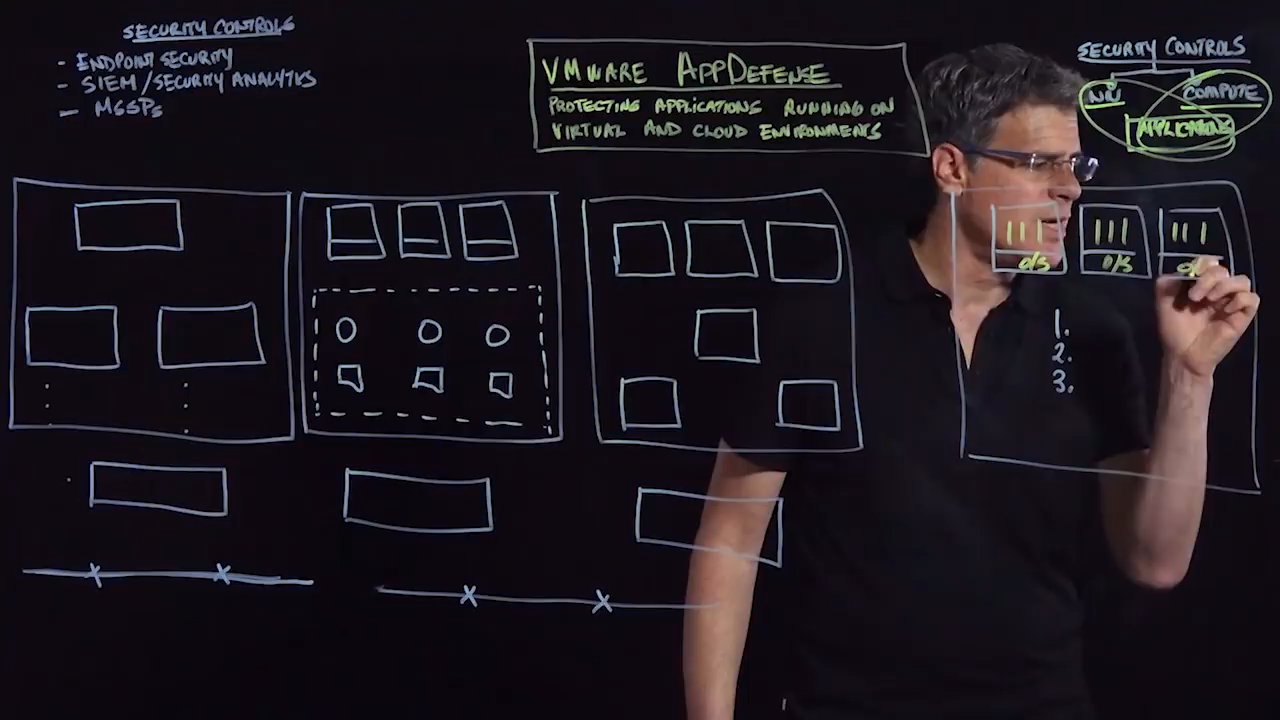 SECURITY CONTROLS
- ENDPOINT SECURITY
- SIEM/SECURITY ANALYTICS
- MSSPs
VMWARE APPDEFENSE
PROTECTING APPLICATIONS RUNNING ON
VIRTUAL AND CLOUD ENVIRONMENTS
SECURITY CONTROLS
COMPUTE
APPLICATIONS
O/S O/S
1.
2.
3.